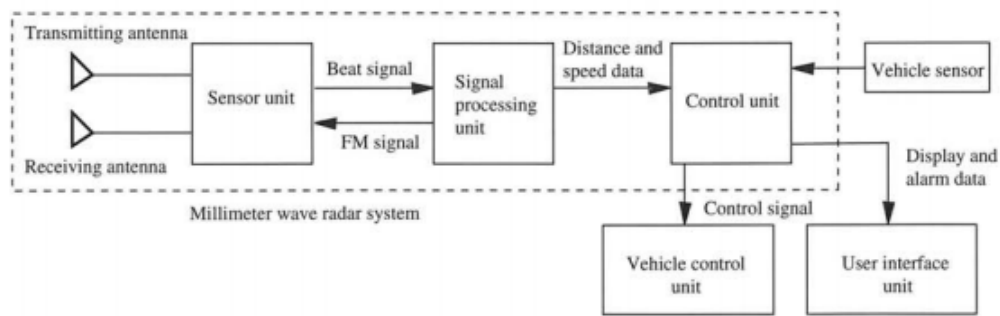 Transmitting antenna
Sensor unit
Receiving antenna
Beat signal
FM signal
Signal
processing
unit
Distance and
speed data
Control unit
Vehicle sensor
Display and
alarm data
Millimeter wave radar system
Control signal
Vehicle control
unit
User interface
unit